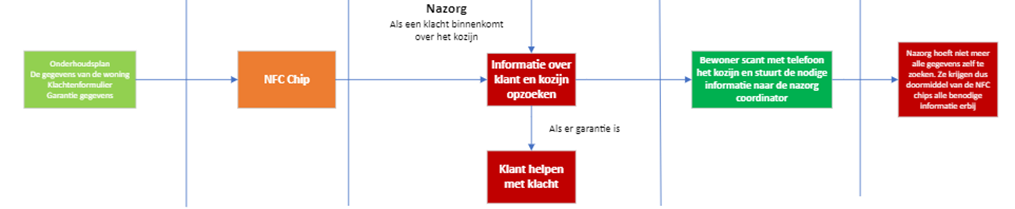 Nazorg
Als een klacht binnenkomt
over het kozijn
Onderhoudsplan
De gegevens van de woning
Klachtenformulier
Garantie gegevens
NFC Chip
Informatie over
klant en kozijn
opzoeken
Bewoner scant met telefoon
het kozijn en stuurt de nodige
informatie naar de nazorg
coordinator
Nazorg hoeft niet meer
alle gegevens zelf te
zoeken. Ze krijgen dus
doormiddel van de NFC
chips alle benodige
informatie erbij
Als er garantie is
Klant helpen
met klacht